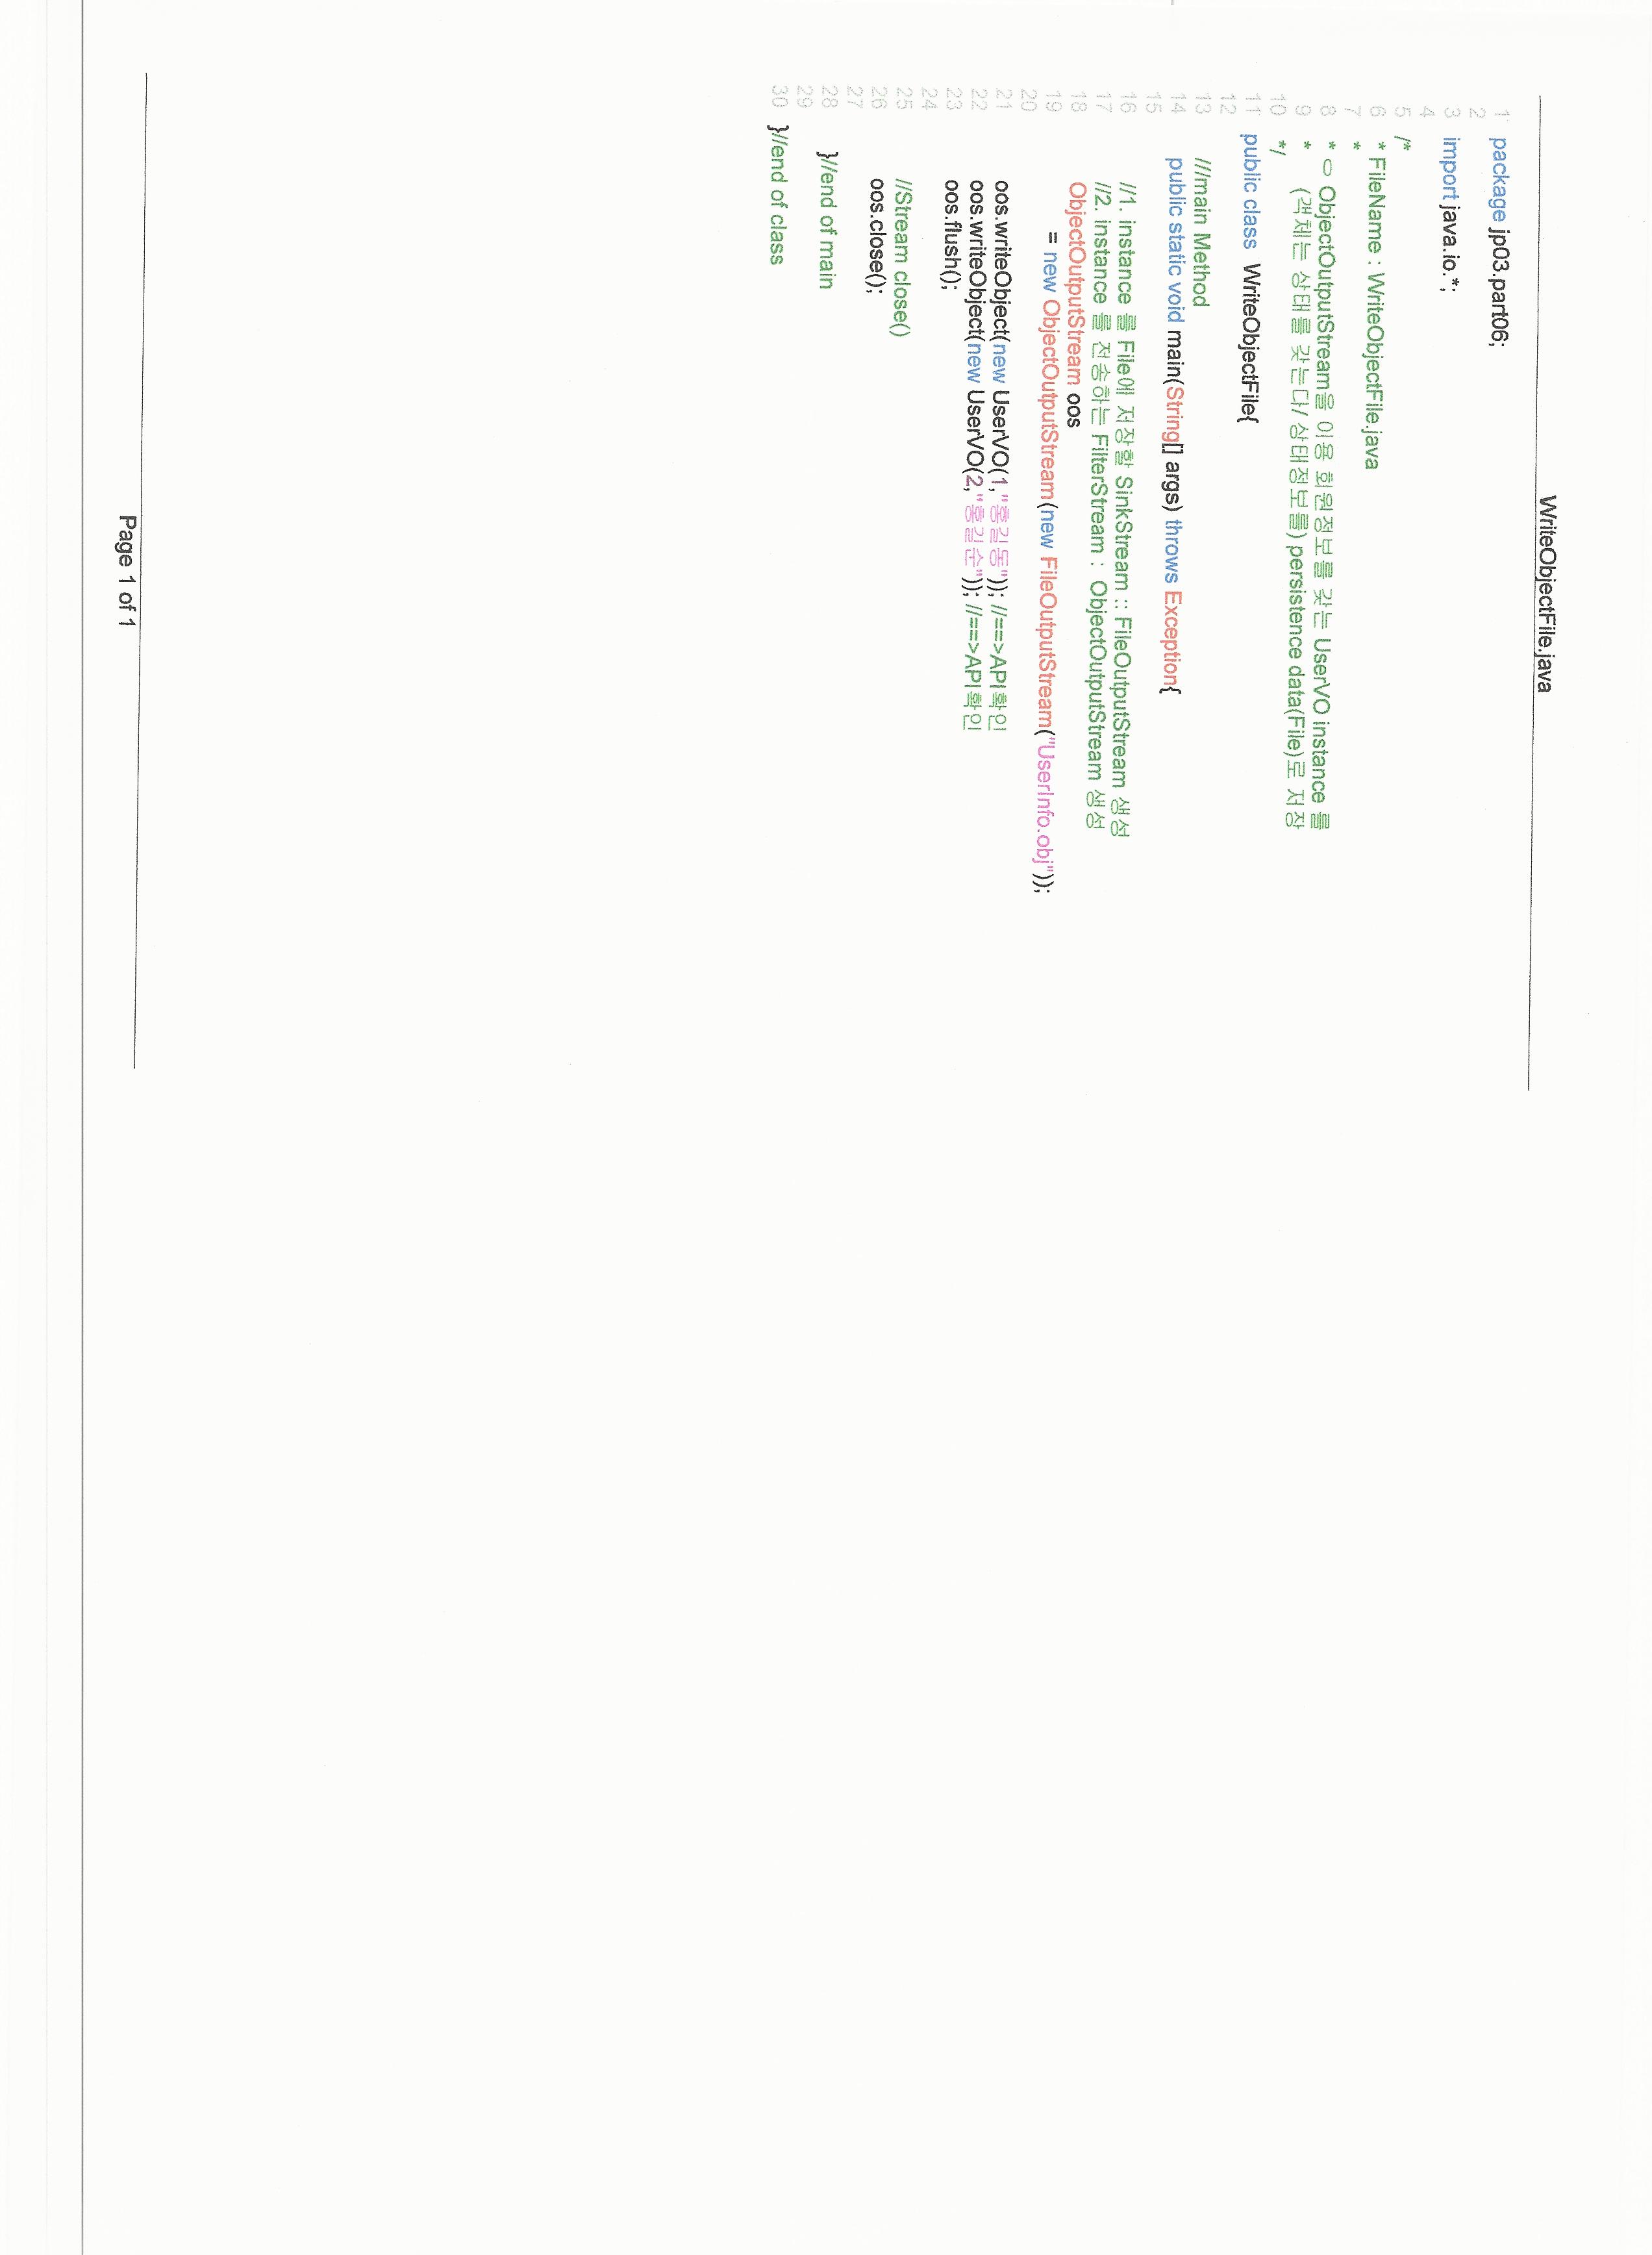 WriteObjectFile.java
1 package jp03.part06;
2
3 import java.io.*;
4
5 /*
6 * FileName : WriteObjectFile.java
7 *
8 * ㅇ ObjectOutputStream을 이용 회원정보를 갖는 UserVO instance 를
9 * (객체는 상태를 갖는다/ 상태정보를) persistence data(File)로 저장
10 */
11 public class WriteObjectFile{
12
13 ///main Method
14 public static void main(String[] args) throws Exception{
15
16 //1. instance 를 File에 저장할 SinkStream :: FileOutputStream 생성
17 //2. instance 를 전송하는 FilterStream : ObjectOutputStream 생성
18 ObjectOutputStream oos
19 = new ObjectOutputStream(new FileOutputStream("UserInfo.obj"));
20
21 oos.writeObject(new UserVO(1,"홍길동")); //==>API확인
22 oos.writeObject(new UserVO(2,"홍길순")); //==>API확인
23 oos.flush();
24
25 //Stream close()
26 oos.close();
27
28 }//end of main
29
30 }//end of class
Page 1 of 1